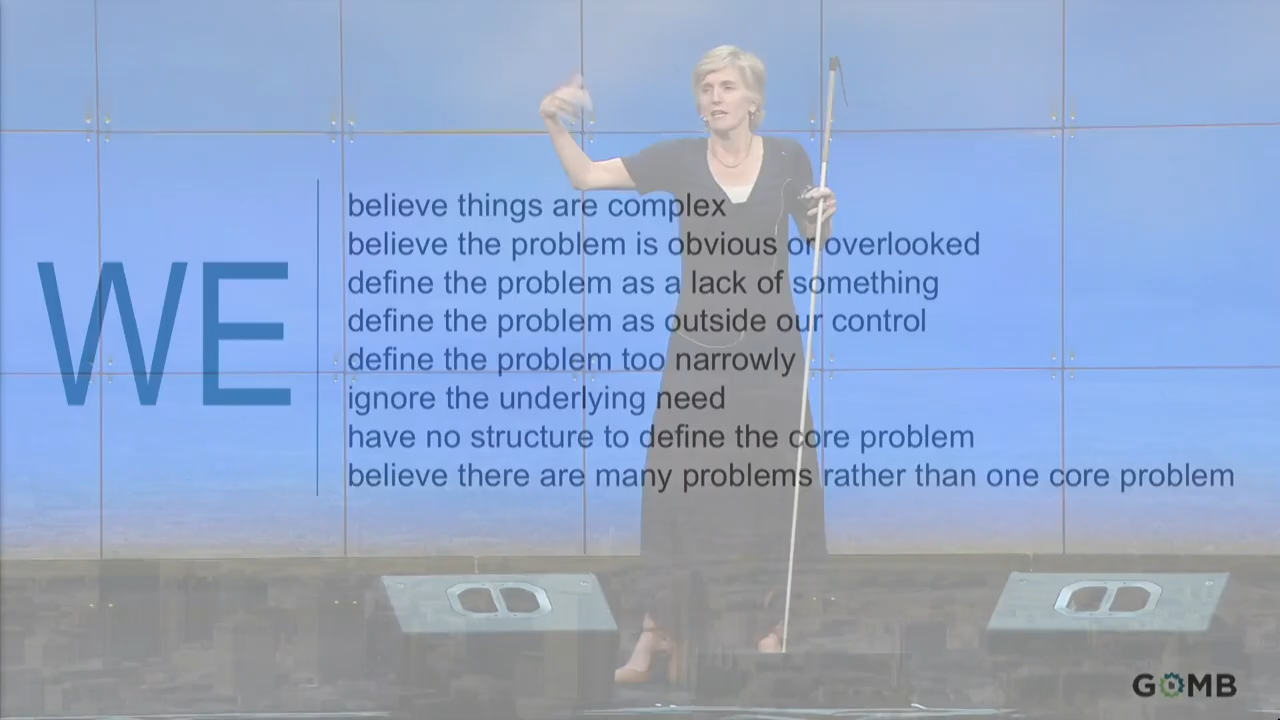 WE
believe things are complex
believe the problem is obvious or overlooked
define the problem as a lack of something
define the problem as outside our control
define the problem too narrowly
ignore the underlying need
have no structure to define the core problem
believe there are many problems rather than one core problem
GOMB